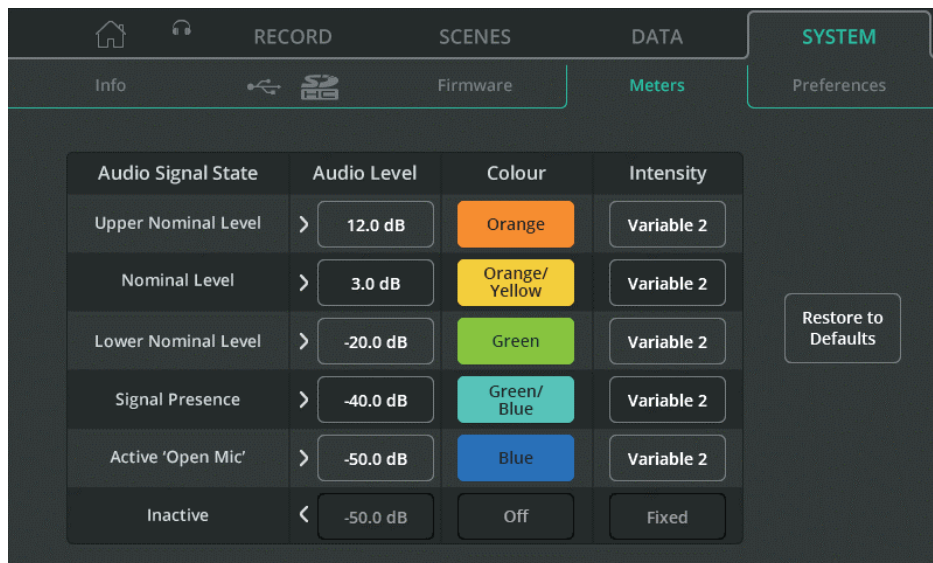 RECORD SCENES DATA SYSTEM
Info SD HC Firmware Meters Preferences
Audio Signal State Audio Level Colour Intensity
Upper Nominal Level > 12.0 dB Orange Variable 2
Nominal Level > 3.0 dB Orange/
Yellow Variable 2
Lower Nominal Level > -20.0 dB Green Variable 2
Signal Presence > -40.0 dB Green/
Blue Variable 2
Active ‘Open Mic’ > -50.0 dB Blue Variable 2
Inactive < -50.0 dB Off Fixed
Restore to
Defaults